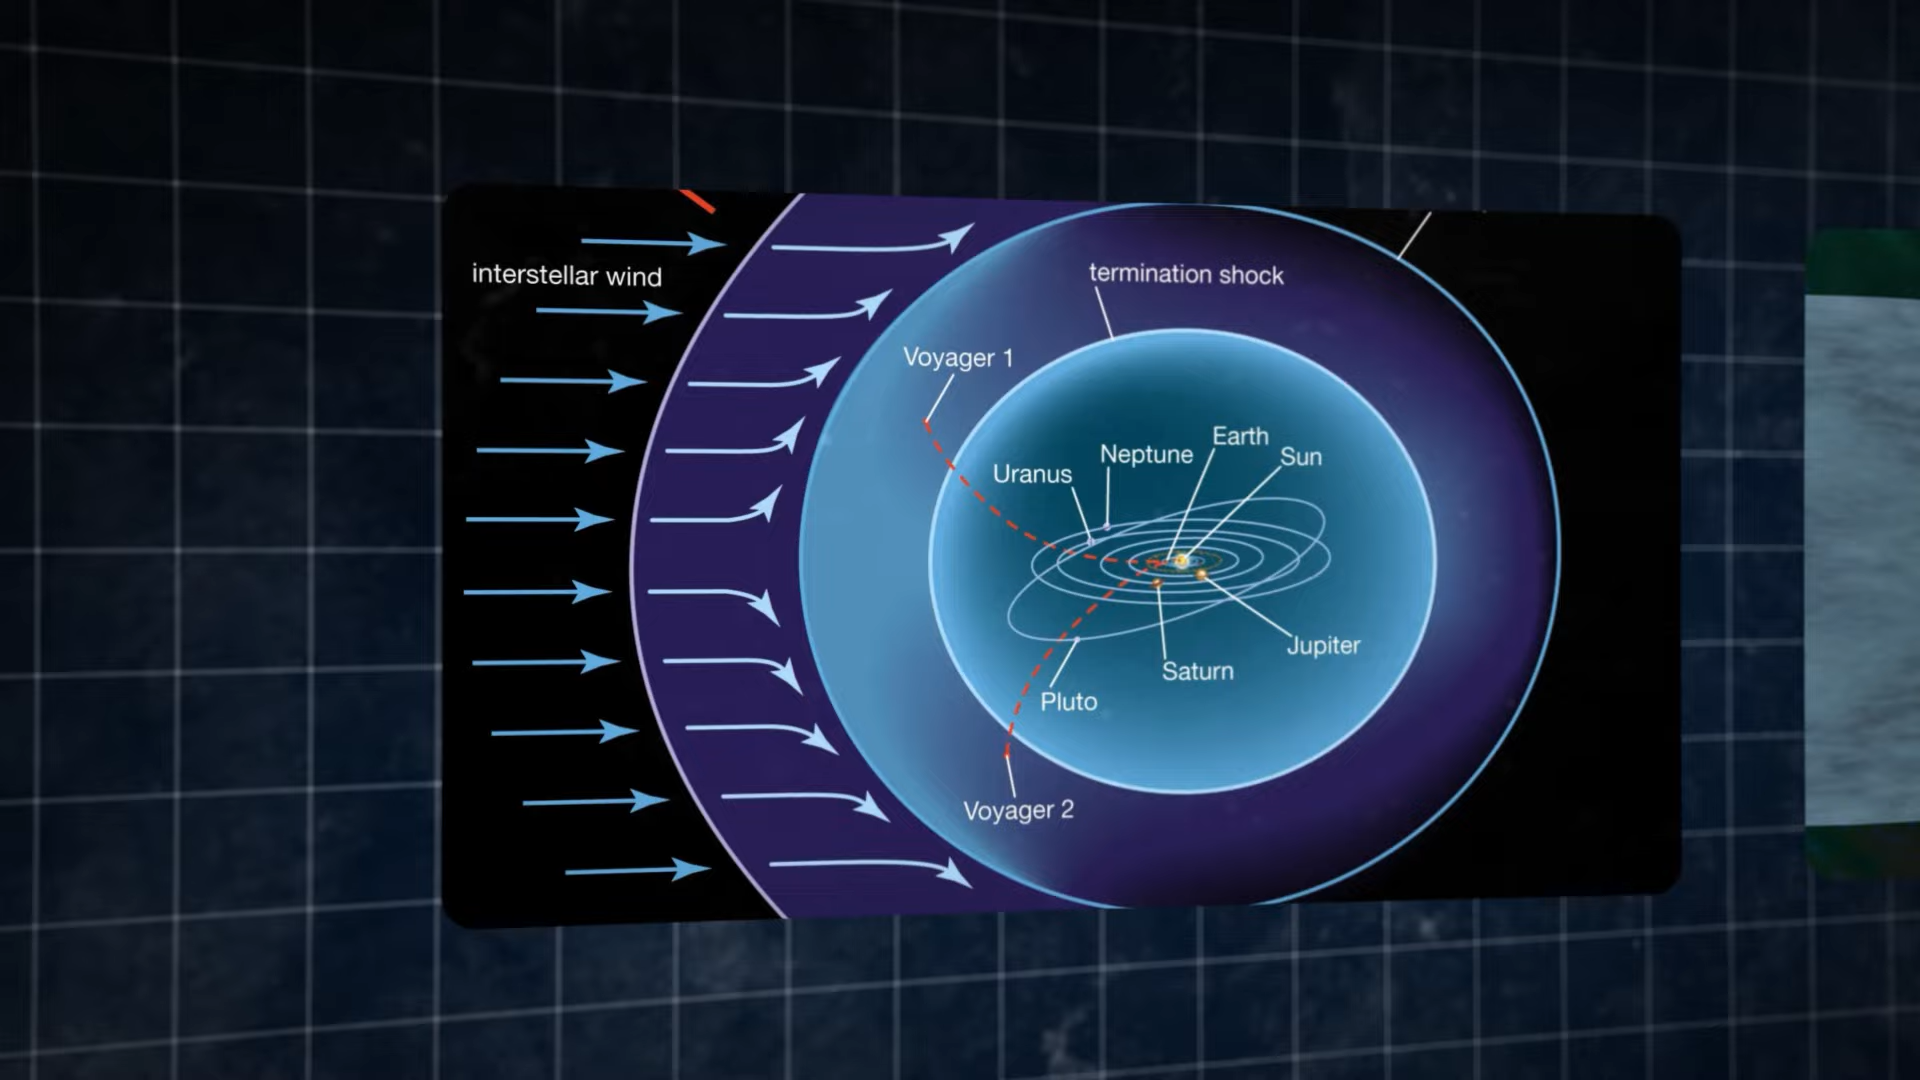 interstellar wind
termination shock
Voyager 1
Earth
Neptune
Sun
Uranus
Jupiter
Saturn
Pluto
Voyager 2